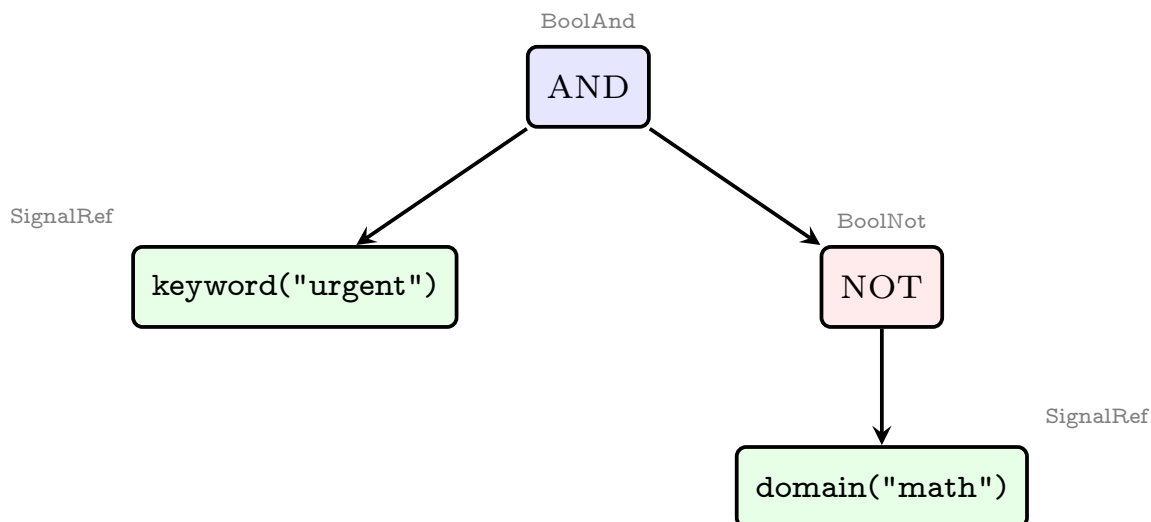 BoolAnd
AND
SignalRef
BoolNot
keyword("urgent")
NOT
SignalRef
domain("math")